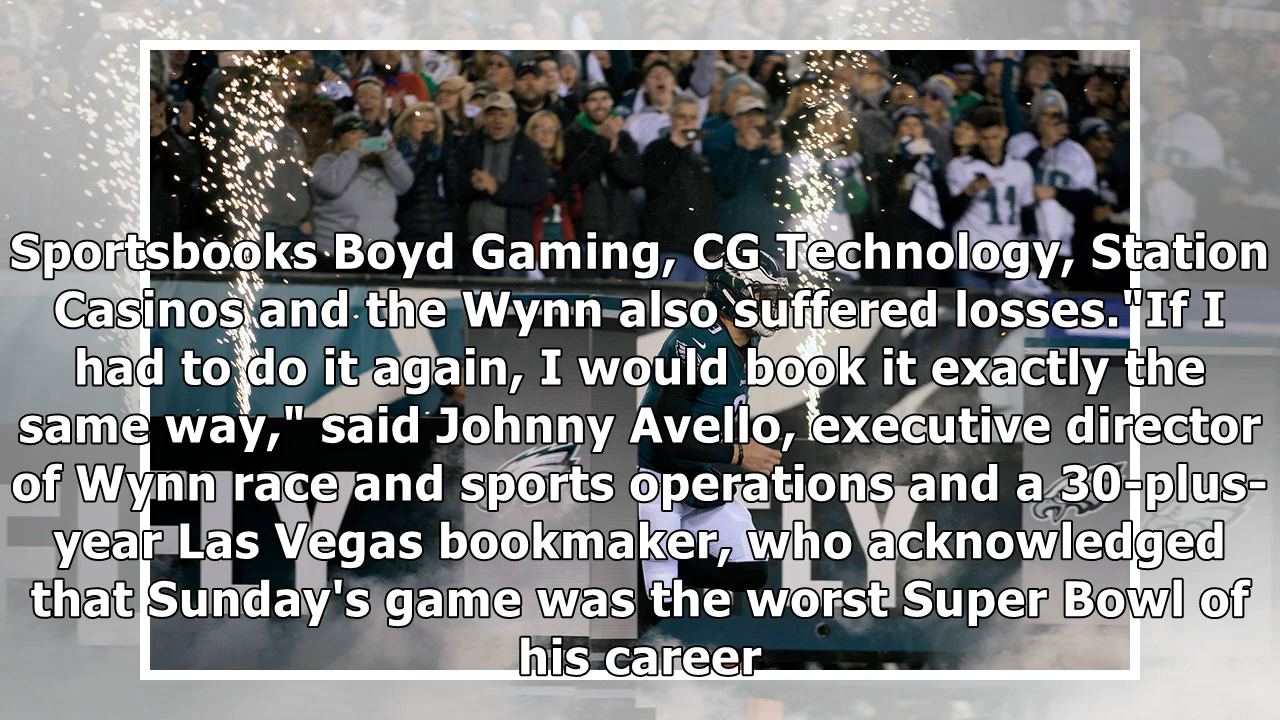 Sportsbooks Boyd Gaming, CG Technology, Station
Casinos and the Wynn also suffered losses."If I
had to do it again, I would book it exactly the
same way," said Johnny Avello, executive director
of Wynn race and sports operations and a 30-plus-
year Las Vegas bookmaker, who acknowledged
that Sunday's game was the worst Super Bowl of
his career
11
FLY